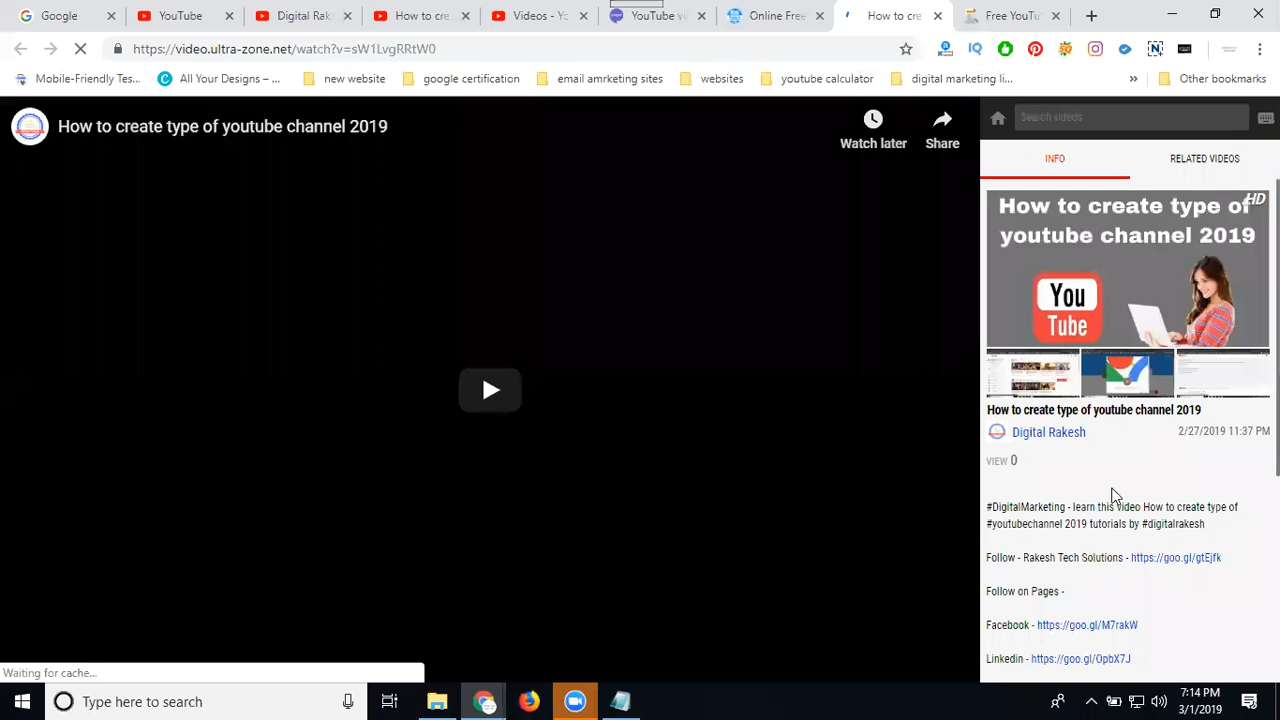 Google
YouTube
Digital Rak
How to cre
Videos - Yo
YouTube vi
Online Free
How to cre
Free YouTu
https://video.ultra-zone.net/watch?v=sW1LvgRRtW0
Mobile-Friendly Tes...
All Your Designs – ...
new website
google certification
email amrketing sites
websites
youtube calculator
digital marketing li...
»
Other bookmarks
How to create type of youtube channel 2019
Watch later
Share
Search videos
INFO
RELATED VIDEOS
HD
How to create type of
youtube channel 2019
You
Tube
How to create type of youtube channel 2019
Digital Rakesh
2/27/2019 11:37 PM
VIEW 0
#DigitalMarketing - learn this video How to create type of
#youtubechannel 2019 tutorials by #digitalrakesh
Follow - Rakesh Tech Solutions - https://goo.gl/gtEjfk
Follow on Pages -
Facebook - https://goo.gl/M7rakW
Linkedin - https://goo.gl/OpbX7J
Waiting for cache...
Type here to search
7:14 PM
3/1/2019